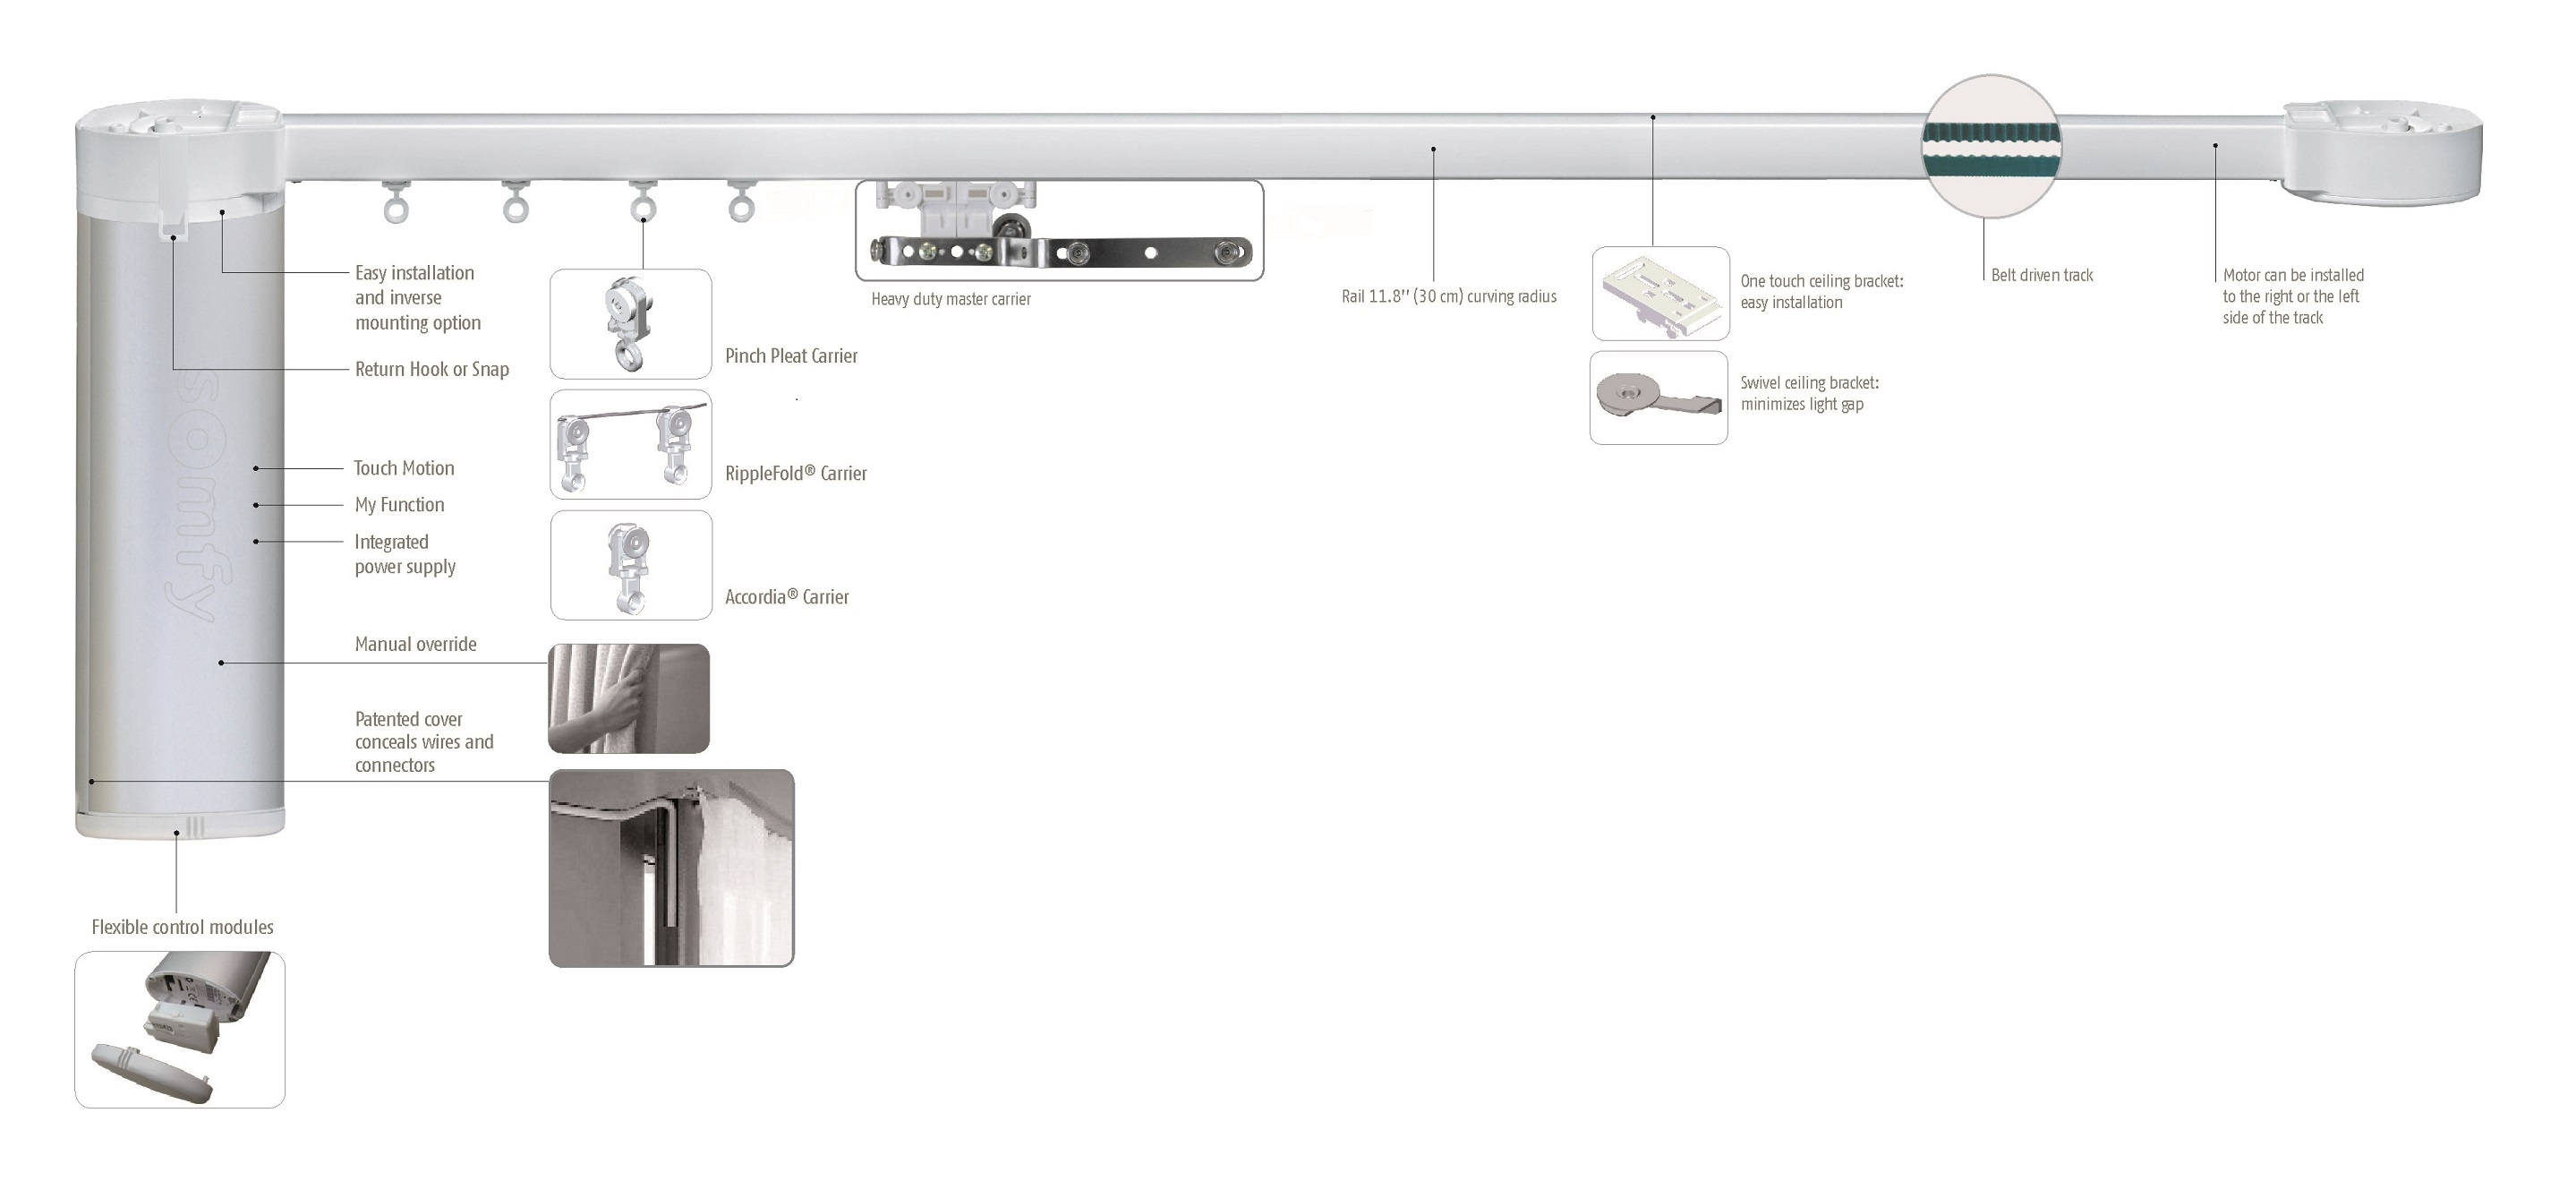 Easy installation
and inverse
mounting option
Return Hook or Snap
somfy
Touch Motion
My Function
Integrated
power supply
Manual override
Patented cover
conceals wires and
connectors
Flexible control modules
Pinch Pleat Carrier
RippleFold® Carrier
Accordia® Carrier
Heavy duty master carrier
Rail 11.8’’ (30 cm) curving radius
One touch ceiling bracket:
easy installation
Swivel ceiling bracket:
minimizes light gap
Belt driven track
Motor can be installed
to the right or the left
side of the track